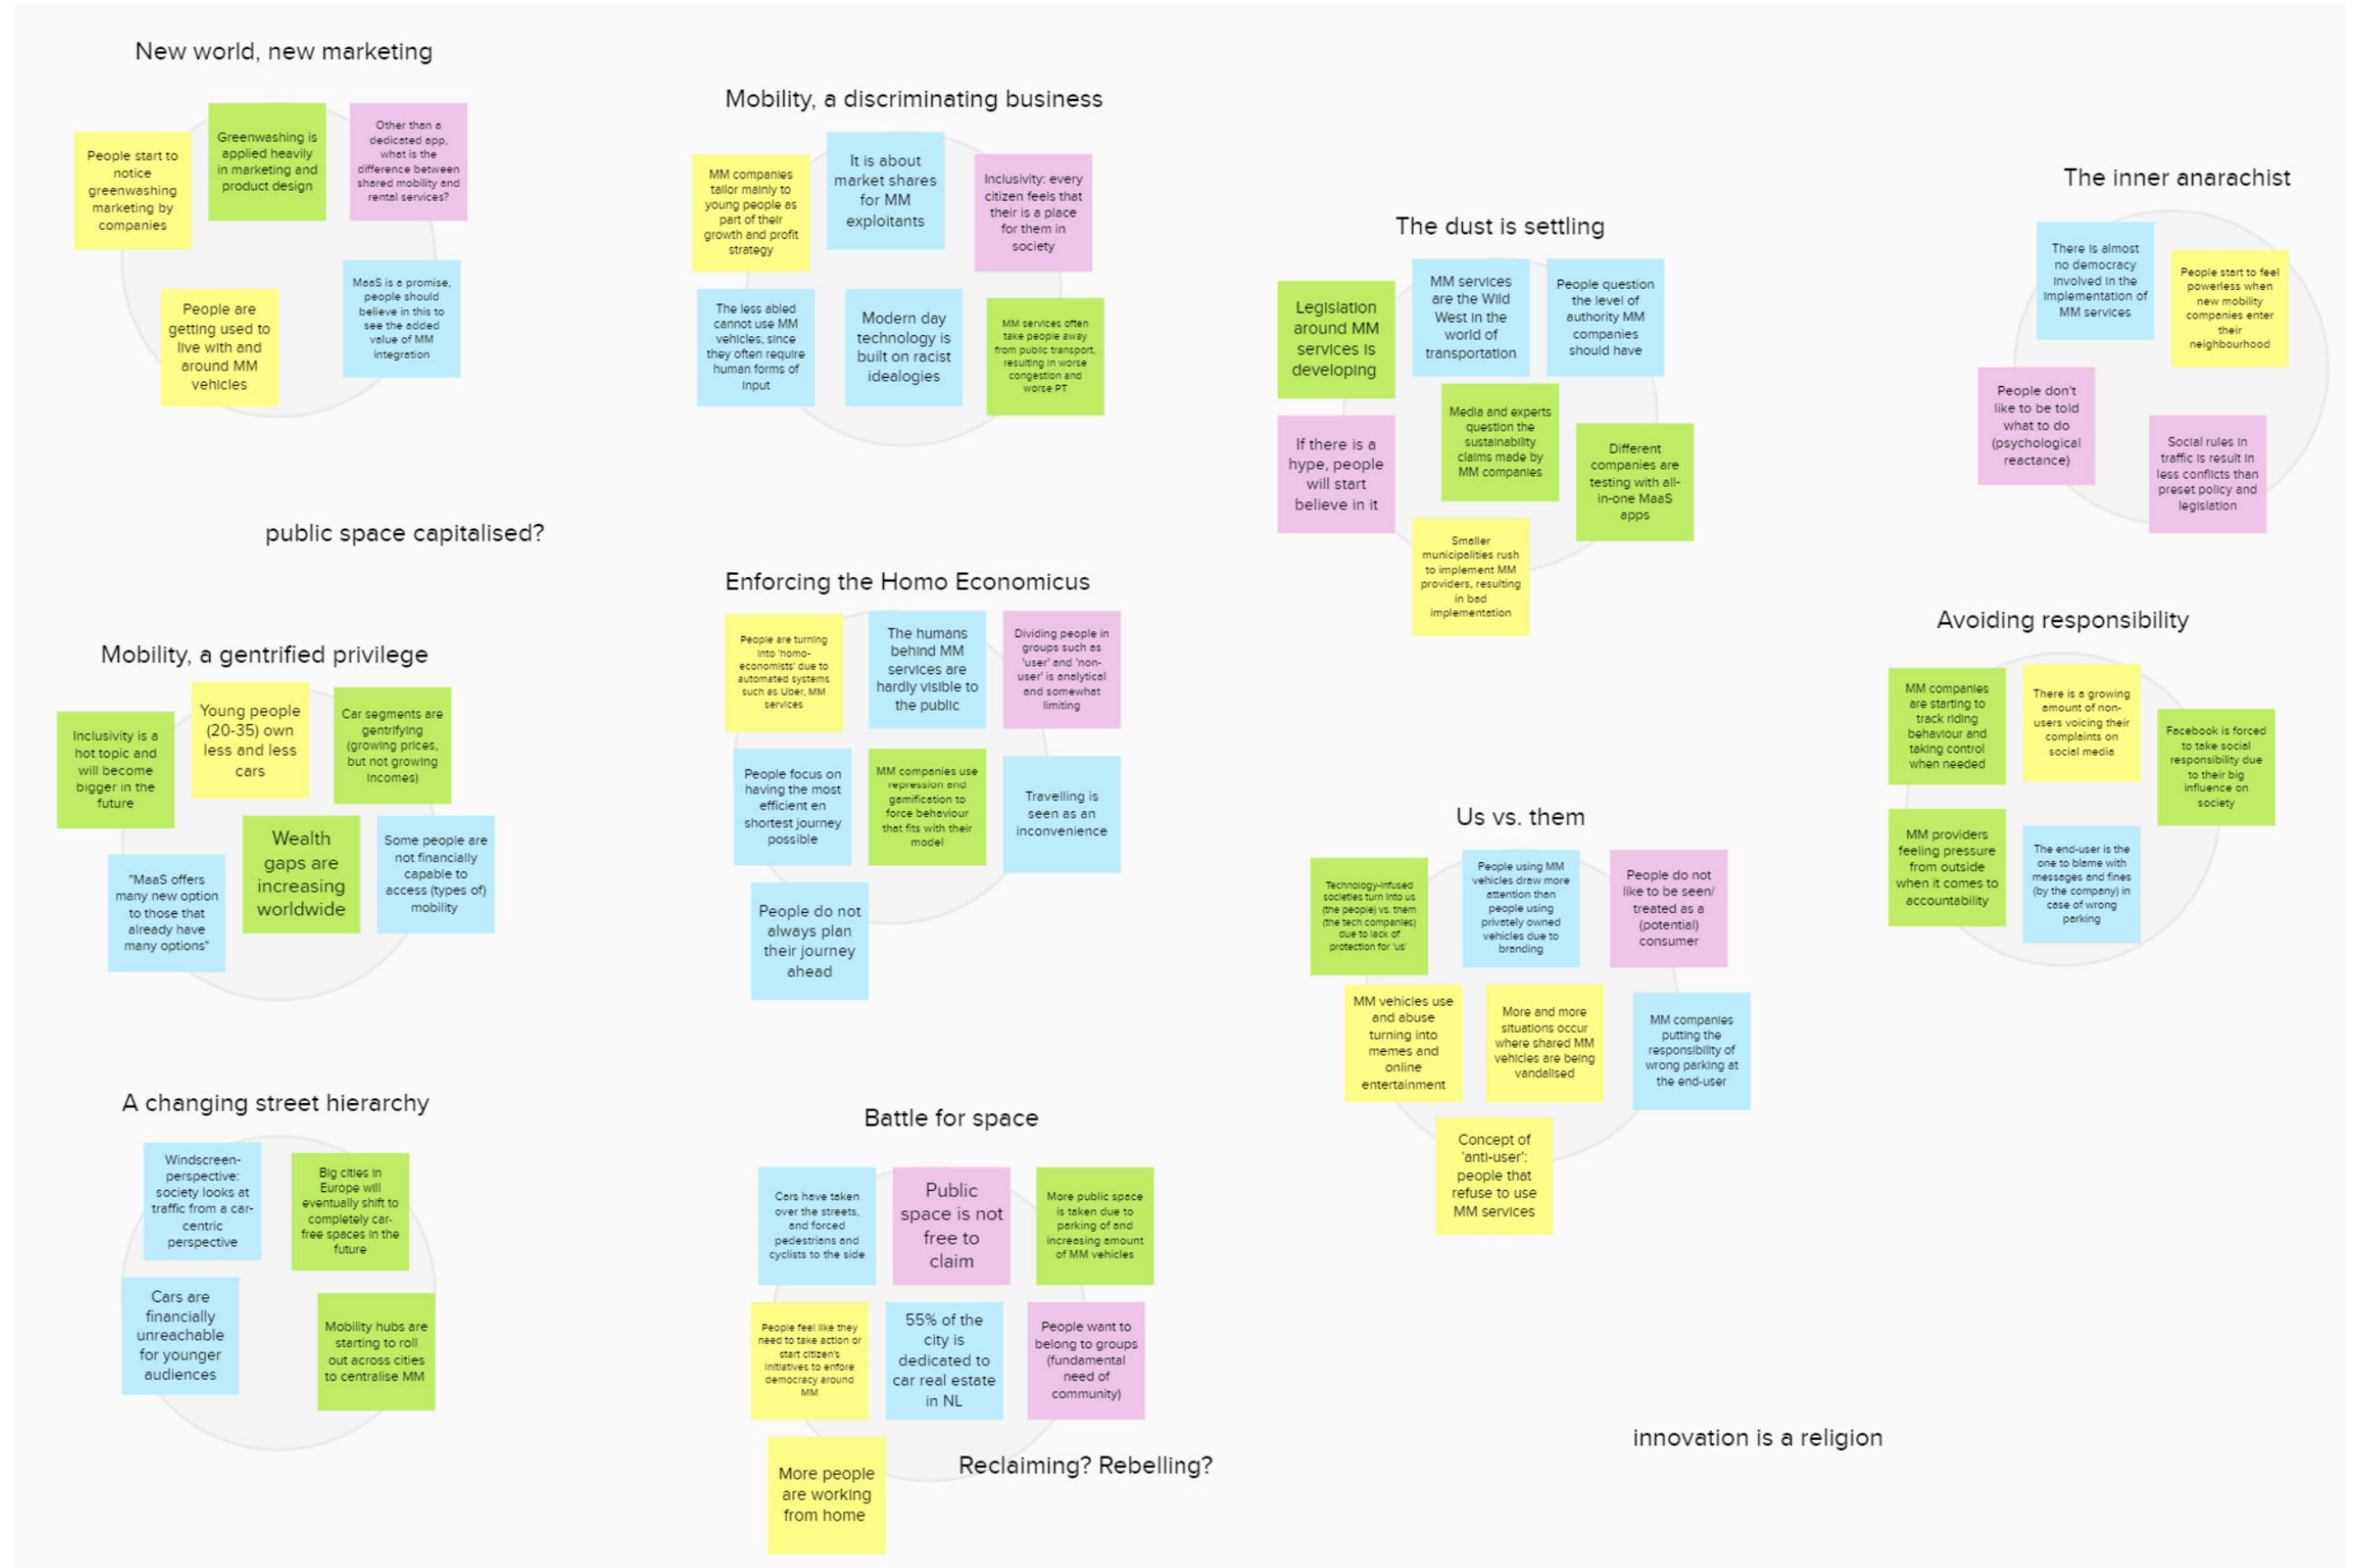 New world, new marketing
People start to
notice
greenwashing
marketing by
companies
Greenwashing is
applied heavily
in marketing and
product design
Other than a
dedicated app,
what is the
difference between
shared mobility and
rental services?
People are
getting used to
live with and
around MM
vehicles
MaaS is a promise,
people should
believe in this to
see the added
value of MM
integration
public space capitalised?
Mobility, a gentrified privilege
Inclusivity is a
hot topic and
will become
bigger in the
future
Young people
(20-35) own
less and less
cars
Car segments are
gentrifying
(growing prices,
but not growing
incomes)
"MaaS offers
many new option
to those that
already have
many options"
Wealth
gaps are
increasing
worldwide
Some people are
not financially
capable to
access (types of)
mobility
A changing street hierarchy
Windscreen-
perspective:
society looks at
traffic from a car-
centric
perspective
Big cities in
Europe will
eventually shift to
completely car-
free spaces in the
future
Cars are
financially
unreachable
for younger
audiences
Mobility hubs are
starting to roll
out across cities
to centralise MM
Mobility, a discriminating business
MM companies
tailor mainly to
young people as
part of their
growth and profit
strategy
It is about
market shares
for MM
exploitants
Inclusivity: every
citizen feels that
their is a place
for them in
society
The less abled
cannot use MM
vehicles, since
they often require
human forms of
input
Modern day
technology is
built on racist
idealogies
MM services often
take people away
from public transport,
resulting in worse
congestion and
worse PT
Enforcing the Homo Economicus
People are turning
into 'homo-
economists' due to
automated systems
such as Uber, MM
services
The humans
behind MM
services are
hardly visible to
the public
Dividing people in
groups such as
'user' and 'non-
user' is analytical
and somewhat
limiting
People focus on
having the most
efficient en
shortest journey
possible
MM companies use
repression and
gamification to
force behaviour
that fits with their
model
Travelling is
seen as an
inconvenience
People do not
always plan
their journey
ahead
Battle for space
Cars have taken
over the streets,
and forced
pedestrians and
cyclists to the side
Public
space is not
free to
claim
More public space
is taken due to
parking of and
increasing amount
of MM vehicles
People feel like they
need to take action or
start citizen's
initiatives to enfore
democracy around
MM
55% of the
city is
dedicated to
car real estate
in NL
People want to
belong to groups
(fundamental
need of
community)
More people
are working
from home
Reclaiming? Rebelling?
The dust is settling
Legislation
around MM
services is
developing
MM services
are the Wild
West in the
world of
transportation
People question
the level of
authority MM
companies
should have
If there is a
hype, people
will start
believe in it
Media and experts
question the
sustainability
claims made by
MM companies
Different
companies are
testing with all-
in-one MaaS
apps
Smaller
municipalities rush
to implement MM
providers, resulting
in bad
implementation
Us vs. them
Technology-infused
societies turn into us
(the people) vs. them
(the tech companies)
due to lack of
protection for 'us'
People using MM
vehicles draw more
attention than
people using
privately owned
vehicles due to
branding
People do not
like to be seen/
treated as a
(potential)
consumer
MM vehicles use
and abuse
turning into
memes and
online
entertainment
More and more
situations occur
where shared MM
vehicles are being
vandalised
MM companies
putting the
responsibility of
wrong parking at
the end-user
Concept of
'anti-user':
people that
refuse to use
MM services
The inner anarachist
There is almost
no democracy
involved in the
implementation of
MM services
People start to feel
powerless when
new mobility
companies enter
their
neighbourhood
People don't
like to be told
what to do
(psychological
reactance)
Social rules in
traffic is result in
less conflicts than
preset policy and
legislation
Avoiding responsibility
MM companies
are starting to
track riding
behaviour and
taking control
when needed
There is a growing
amount of non-
users voicing their
complaints on
social media
Facebook is forced
to take social
responsibility due
to their big
influence on
society
MM providers
feeling pressure
from outside
when it comes to
accountability
The end-user is the
one to blame with
messages and fines
(by the company) in
case of wrong
parking
innovation is a religion